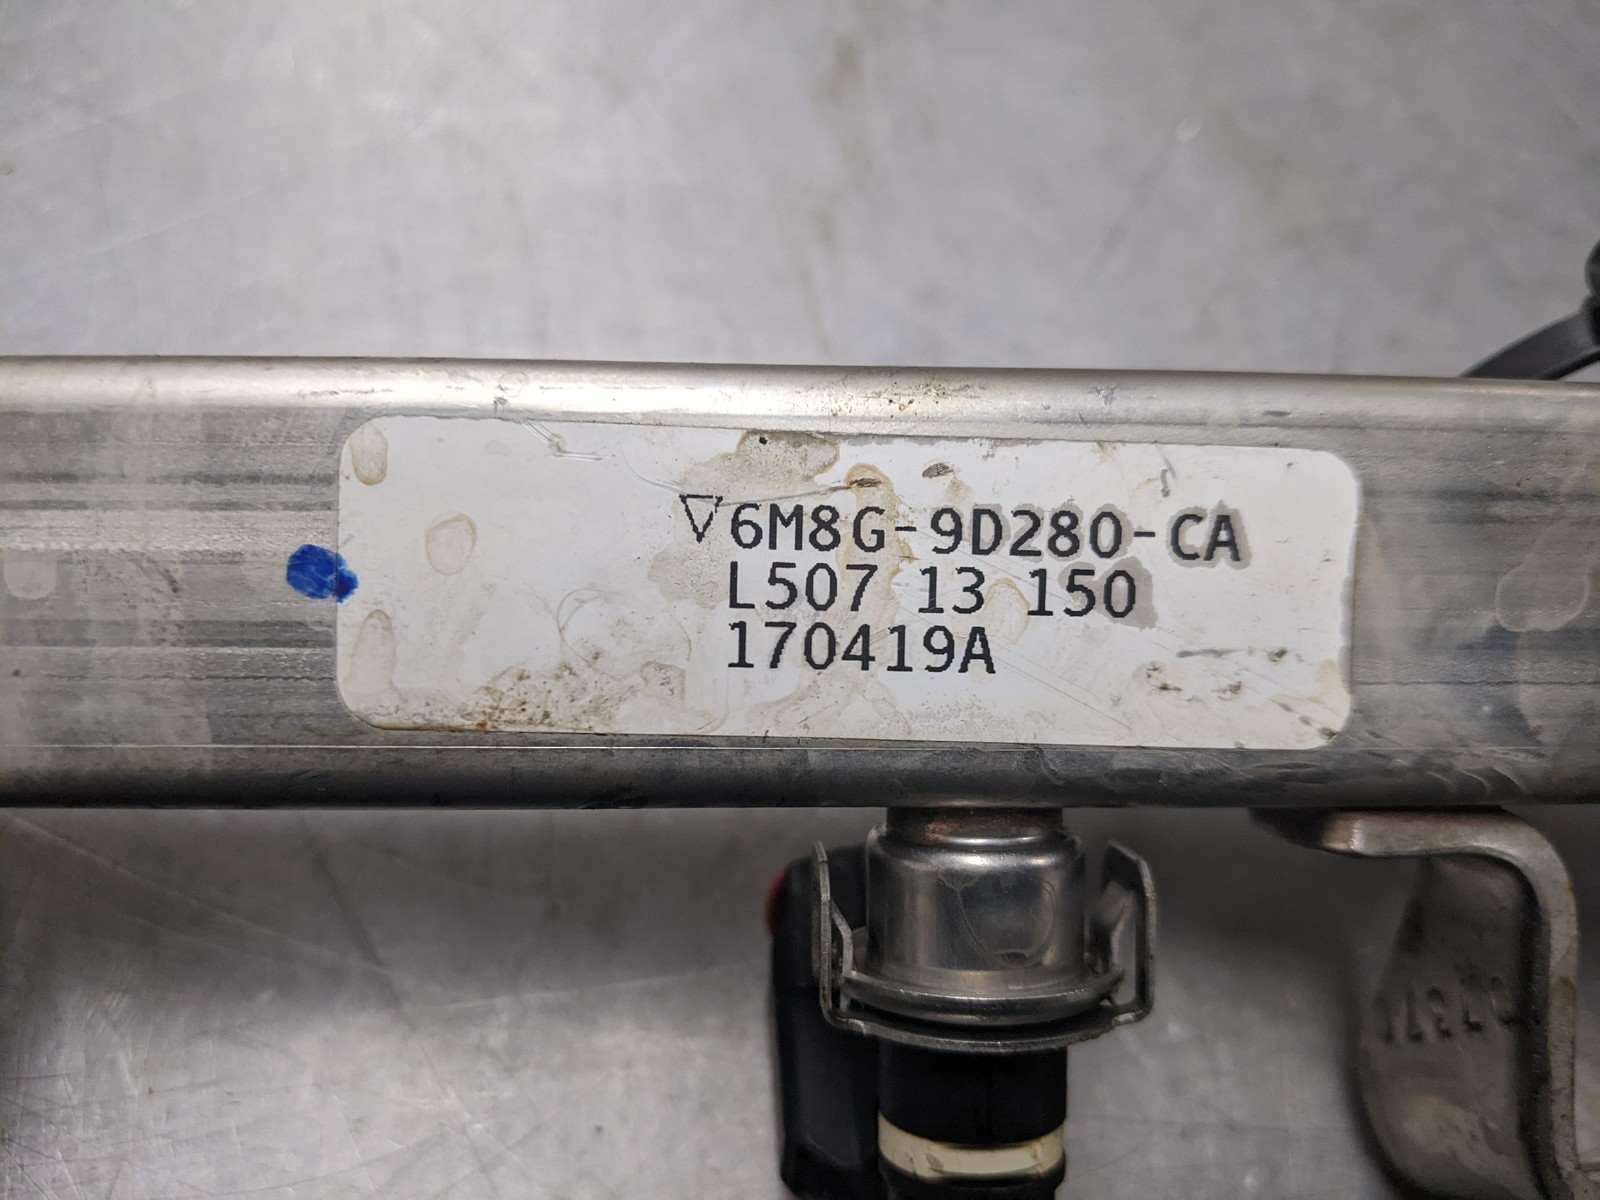 ▽6M8G-9D280-CA
L507 13 150
170419A